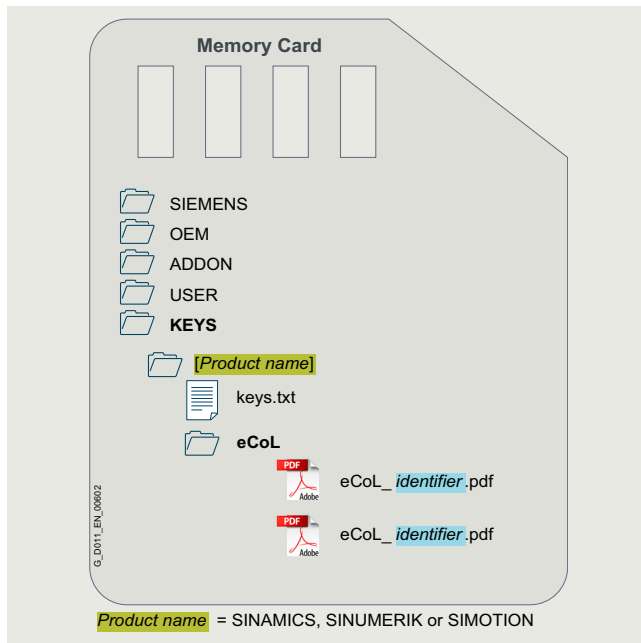 Memory Card
SIEMENS
OEM
ADDON
USER
KEYS
[Product name]
keys.txt
eCoL
PDF
Adobe
eCoL_ identifier .pdf
PDF
Adobe
eCoL_ identifier .pdf
G_D011_EN_00602
Product name = SINAMICS, SINUMERIK or SIMOTION